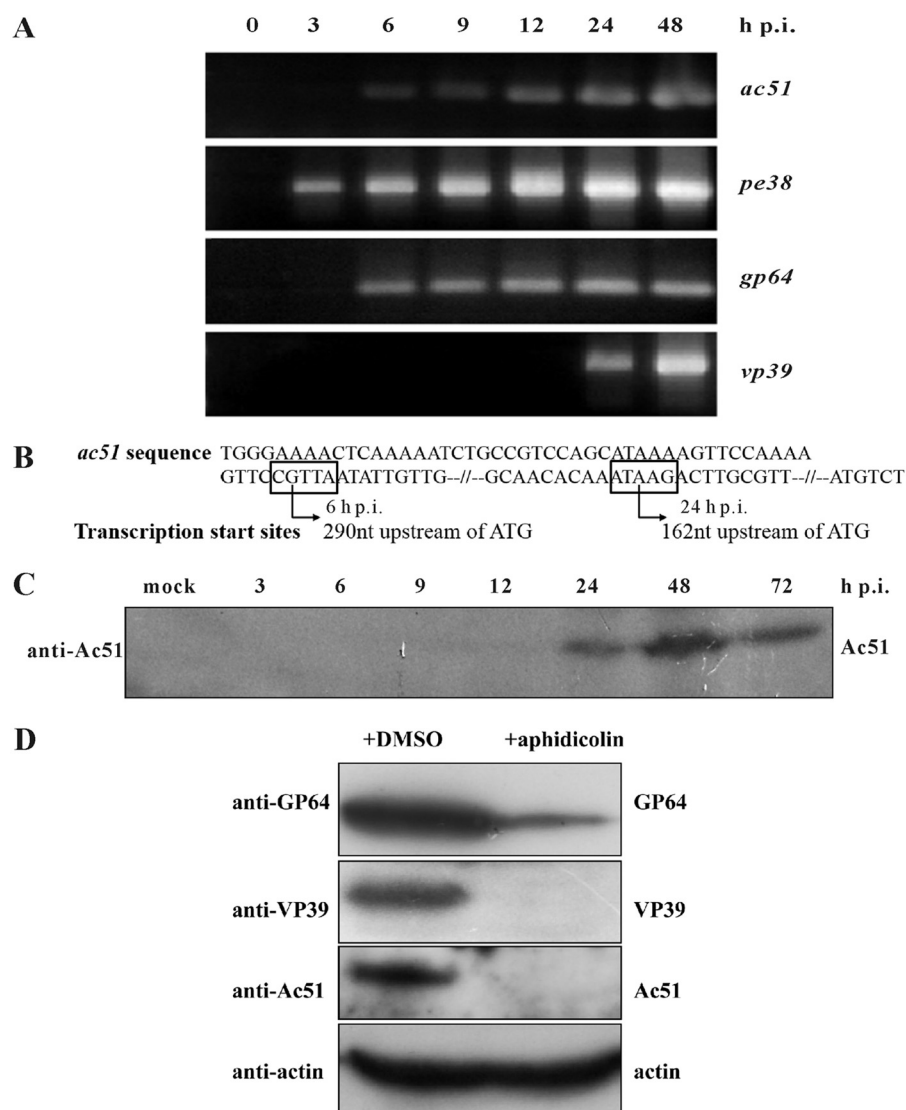 A 0 3 6 9 12 24 48 h p.i.
ac51
pe38
gp64
vp39
B ac51 sequence TGGGAAAACTCAAAAATCTGCCGTCCAGCATAAAAGTTCCAAAA
GTTCCGTTAATATTGTTG--//--GCAACACAAATAAGACTTGCGTT--//--ATGTCT
6 h p.i. 24 h p.i.
Transcription start sites 290nt upstream of ATG 162nt upstream of ATG
C mock 3 6 9 12 24 48 72 h p.i.
anti-Ac51 Ac51
D +DMSO +aphidicolin
anti-GP64 GP64
anti-VP39 VP39
anti-Ac51 Ac51
anti-actin actin